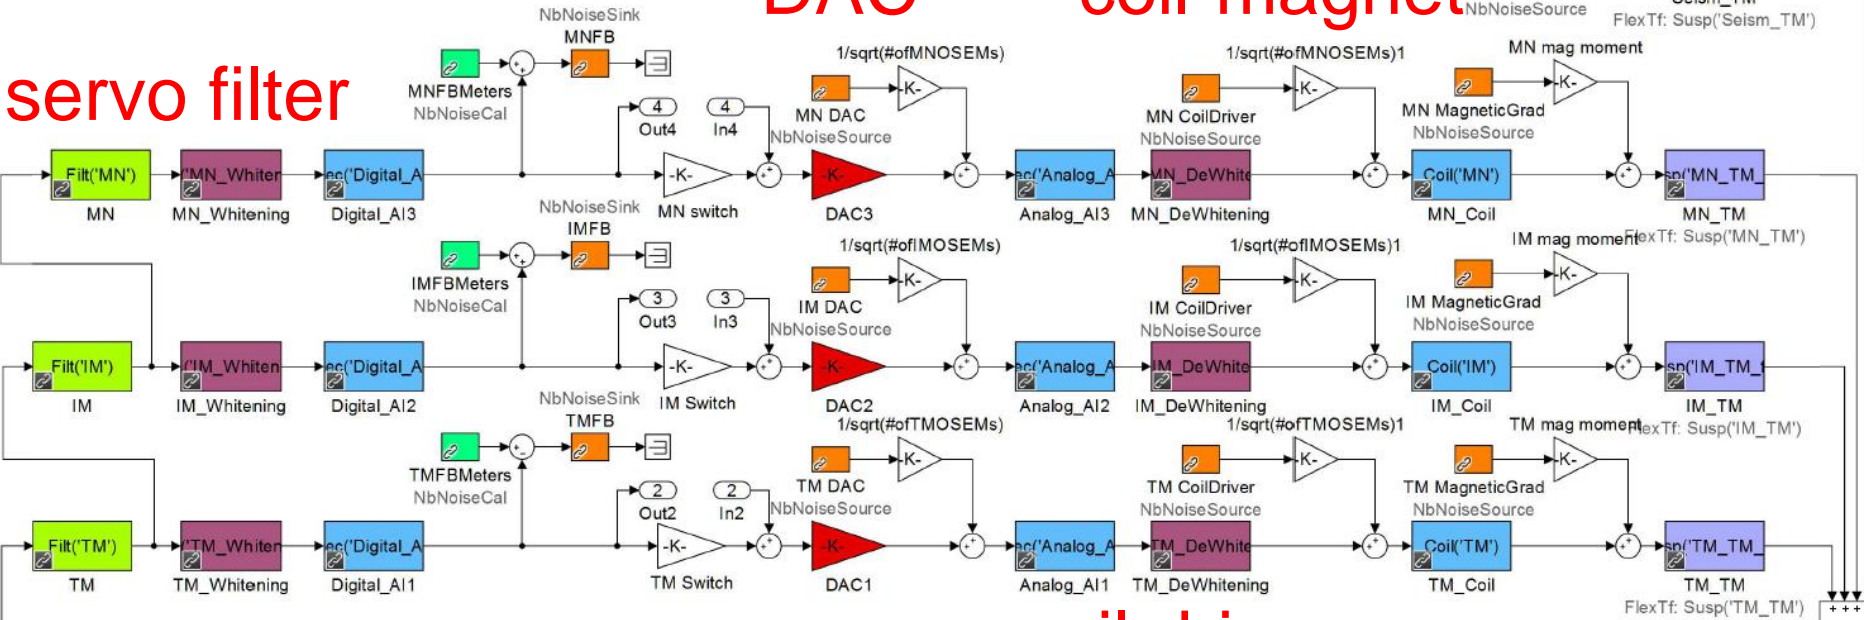 DAC coil magnet
NbNoiseSource
FlexTf: Susp('Seism_TM')
servo filter
NbNoiseSink
MNFB
MNFBMeters
NbNoiseCal
4
Out4
4
In4
1/sqrt(#ofMNOSEMs)
-K-
MN DAC
NbNoiseSource
1/sqrt(#ofMNOSEMs)1
-K-
MN CoilDriver
NbNoiseSource
MN mag moment
-K-
MN MagneticGrad
NbNoiseSource
Filt('MN')
MN
'MN_Whiten
MN_Whitening
ec('Digital_A
Digital_AI3
-K-
MN switch
-K-
DAC3
ec('Analog_A
Analog_AI3
MN_DeWhite
MN_DeWhitening
Coil('MN')
MN_Coil
sp('MN_TM_
MN_TM
FlexTf: Susp('MN_TM')
NbNoiseSink
IMFB
IMFBMeters
NbNoiseCal
3
Out3
3
In3
1/sqrt(#ofIMOSEMs)
-K-
IM DAC
NbNoiseSource
1/sqrt(#ofIMOSEMs)1
-K-
IM CoilDriver
NbNoiseSource
IM mag moment
-K-
IM MagneticGrad
NbNoiseSource
Filt('IM')
IM
'IM_Whiten
IM_Whitening
ec('Digital_A
Digital_AI2
-K-
IM Switch
-K-
DAC2
ec('Analog_A
Analog_AI2
IM_DeWhite
IM_DeWhitening
Coil('IM')
IM_Coil
sp('IM_TM_
IM_TM
FlexTf: Susp('IM_TM')
NbNoiseSink
TMFB
TMFBMeters
NbNoiseCal
2
Out2
2
In2
1/sqrt(#ofTMOSEMs)
-K-
TM DAC
NbNoiseSource
1/sqrt(#ofTMOSEMs)1
-K-
TM CoilDriver
NbNoiseSource
TM mag moment
-K-
TM MagneticGrad
NbNoiseSource
Filt('TM')
TM
'TM_Whiten
TM_Whitening
ec('Digital_A
Digital_AI1
-K-
TM Switch
-K-
DAC1
ec('Analog_A
Analog_AI1
TM_DeWhite
TM_DeWhitening
Coil('TM')
TM_Coil
sp('TM_TM_
TM_TM
FlexTf: Susp('TM_TM')
+ + +